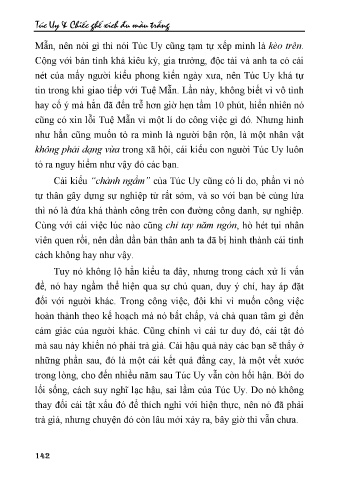 Túc Uy & Chiếc ghế xích đu màu trắng
Mẫn, nên nói gì thì nói Túc Uy cũng tạm tự xếp mình là kèo trên.
Cộng với bản tính khá kiêu kỳ, gia trưởng, độc tài và anh ta có cái
nét của mấy người kiểu phong kiến ngày xưa, nên Túc Uy khá tự
tin trong khi giao tiếp với Tuệ Mẫn. Lần này, không biết vì vô tình
hay cố ý mà hắn đã đến trễ hơn giờ hẹn tầm 10 phút, hiển nhiên nó
cũng có xin lỗi Tuệ Mẫn vì một lí do công việc gì đó. Nhưng hình
như hắn cũng muốn tỏ ra mình là người bận rộn, là một nhân vật
không phải dạng vừa trong xã hội, cái kiểu con người Túc Uy luôn
tỏ ra nguy hiểm như vậy đó các bạn.
Cái kiểu “chảnh ngầm” của Túc Uy cũng có lí do, phần vì nó
tự thân gây dựng sự nghiệp từ rất sớm, và so với bạn bè cùng lứa
thì nó là đứa khá thành công trên con đường công danh, sự nghiệp.
Cùng với cái việc lúc nào cũng chỉ tay năm ngón, hò hét tụi nhân
viên quen rồi, nên dần dần bản thân anh ta đã bị hình thành cái tính
cách không hay như vậy.
Tuy nó không lộ hẳn kiểu ta đây, nhưng trong cách xử lí vấn
đề, nó hay ngầm thể hiện qua sự chủ quan, duy ý chí, hay áp đặt
đối với người khác. Trong công việc, đôi khi vì muốn công việc
hoàn thành theo kế hoạch mà nó bất chấp, và chả quan tâm gì đến
cảm giác của người khác. Cũng chính vì cái tư duy đó, cái tật đó
mà sau này khiến nó phải trả giá. Cái hậu quả này các bạn sẽ thấy ở
những phần sau, đó là một cái kết quả đắng cay, là một vết xước
trong lòng, cho đến nhiều năm sau Túc Uy vẫn còn hối hận. Bởi do
lối sống, cách suy nghĩ lạc hậu, sai lầm của Túc Uy. Do nó không
thay đổi cái tật xấu đó để thích nghi với hiện thực, nên nó đã phải
trả giá, nhưng chuyện đó còn lâu mới xảy ra, bây giờ thì vẫn chưa.
142